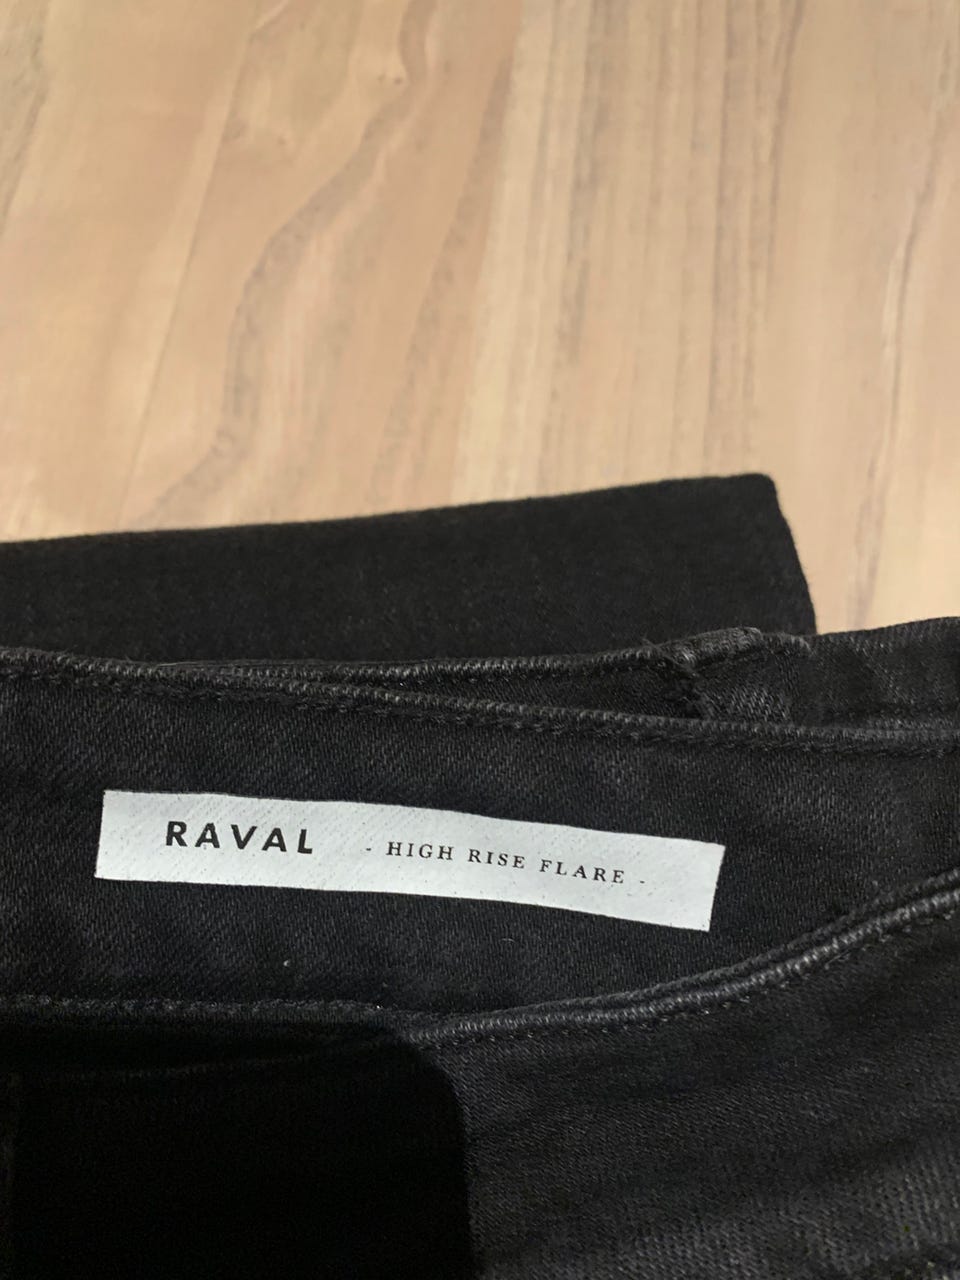 RAVAL - HIGH RISE FLARE -